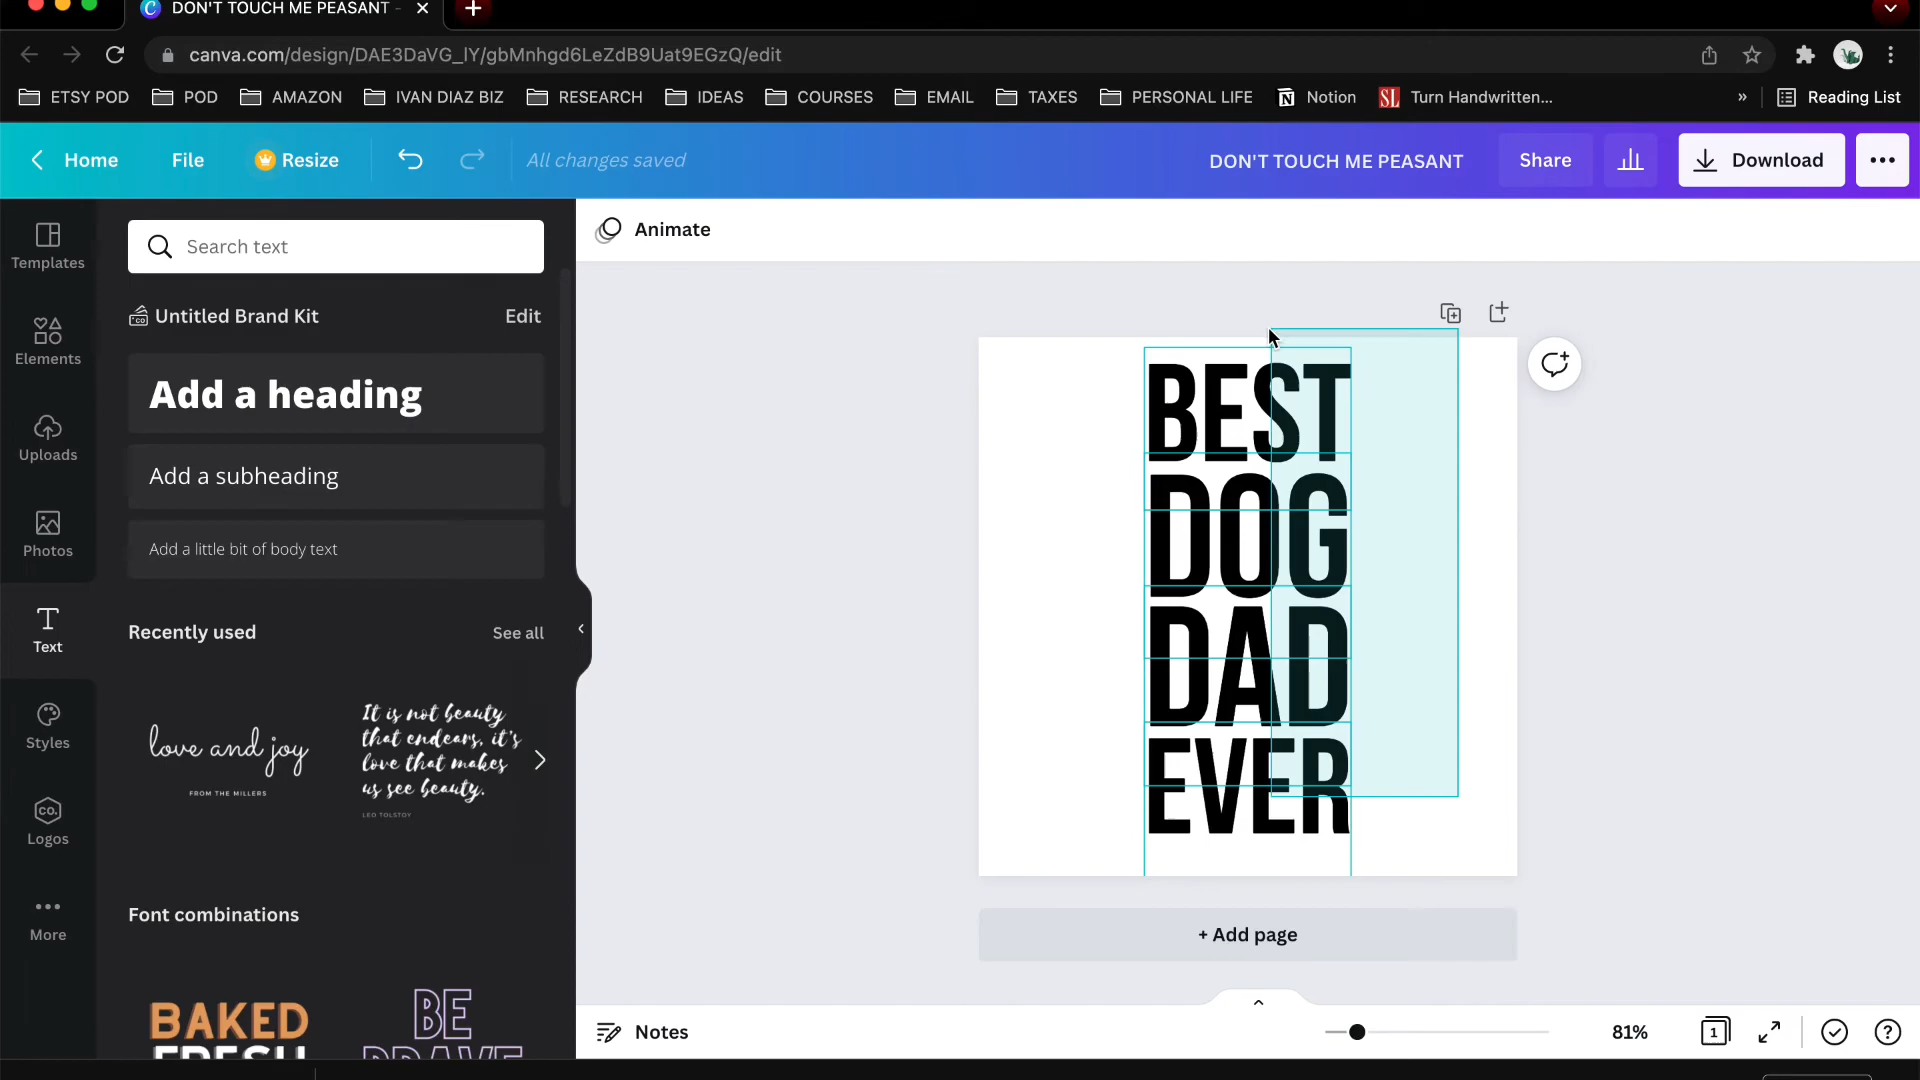 DON'T TOUCH ME PEASANT -
canva.com/design/DAE3DaVG_lY/gbMnhgd6LeZdB9Uat9EGzQ/edit
ETSY POD POD AMAZON IVAN DIAZ BIZ RESEARCH IDEAS COURSES EMAIL TAXES PERSONAL LIFE Notion SL Turn Handwritten... » Reading List
Home File Resize All changes saved DON'T TOUCH ME PEASANT Share Download
Templates
Elements
Uploads
Photos
Text
Styles
CO.
Logos
More
Search text
Untitled Brand Kit Edit
Add a heading
Add a subheading
Add a little bit of body text
Recently used See all
love and joy
FROM THE MILLERS
It is not beauty
that endears, it's
love that makes
us see beauty.
LEO TOLSTOY
Font combinations
BAKED
FRESH
BE
BRAVE
Animate
BEST
DOG
DAD
EVER
+ Add page
Notes 81% 1 ?